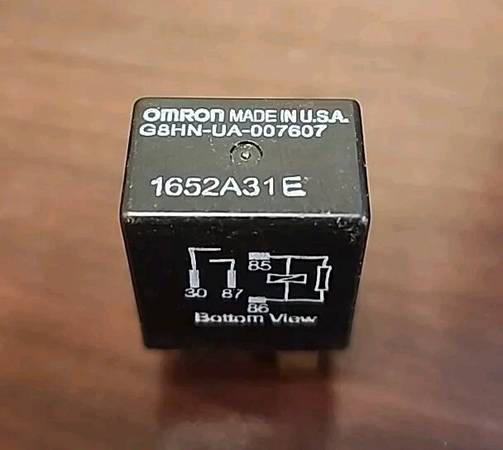 OMRON MADE IN U.S.A.
G8HN-UA-007607
1652A31E
85
30 87
86
Bottom View